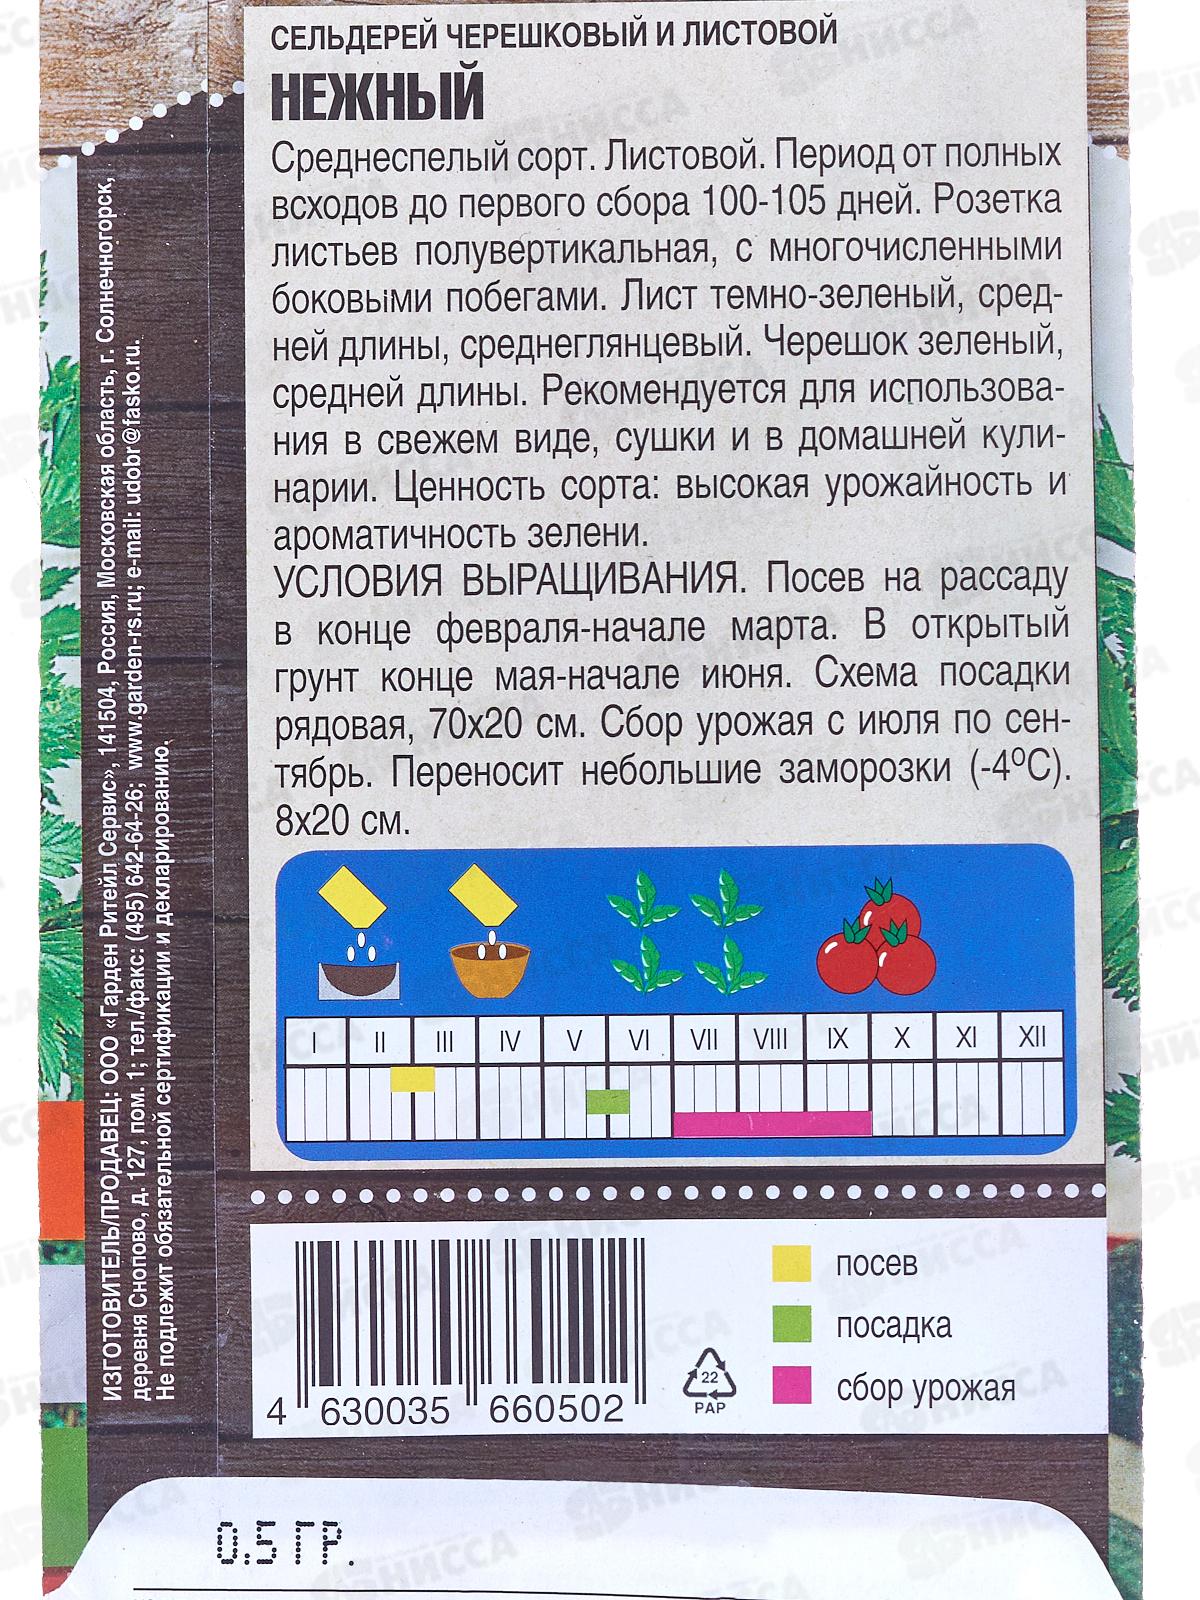 СЕЛЬДЕРЕЙ ЧЕРЕШКОВЫЙ И ЛИСТОВОЙ
НЕЖНЫЙ
Среднеспелый сорт. Листовой. Период от полных
всходов до первого сбора 100-105 дней. Розетка
листьев полувертикальная, с многочисленными
боковыми побегами. Лист темно-зеленый, сред-
ней длины, среднеглянцевый. Черешок зеленый,
средней длины. Рекомендуется для использова-
ния в свежем виде, сушки и в домашней кули-
нарии. Ценность сорта: высокая урожайность и
ароматичность зелени.
УСЛОВИЯ ВЫРАЩИВАНИЯ. Посев на рассаду
в конце февраля-начале марта. В открытый
грунт конце мая-начале июня. Схема посадки
рядовая, 70х20 см. Сбор урожая с июля по сен-
тябрь. Переносит небольшие заморозки (-4ºС).
8х20 см.
I II III IV V VI VII VIII IX X XI XII
посев
посадка
сбор урожая
22
PAP
4 630035 660502
0.5 ГР.
ИЗГОТОВИТЕЛЬ/ПРОДАВЕЦ: ООО «Гарден Ритейл Сервис», 141504, Россия, Московская область, г. Солнечногорск,
деревня Снопово, д. 127, пом. 1; тел./факс: (495) 642-64-26; www.garden-rs.ru; e-mail: udobr@fasko.ru.
Не подлежит обязательной сертификации и декларированию.